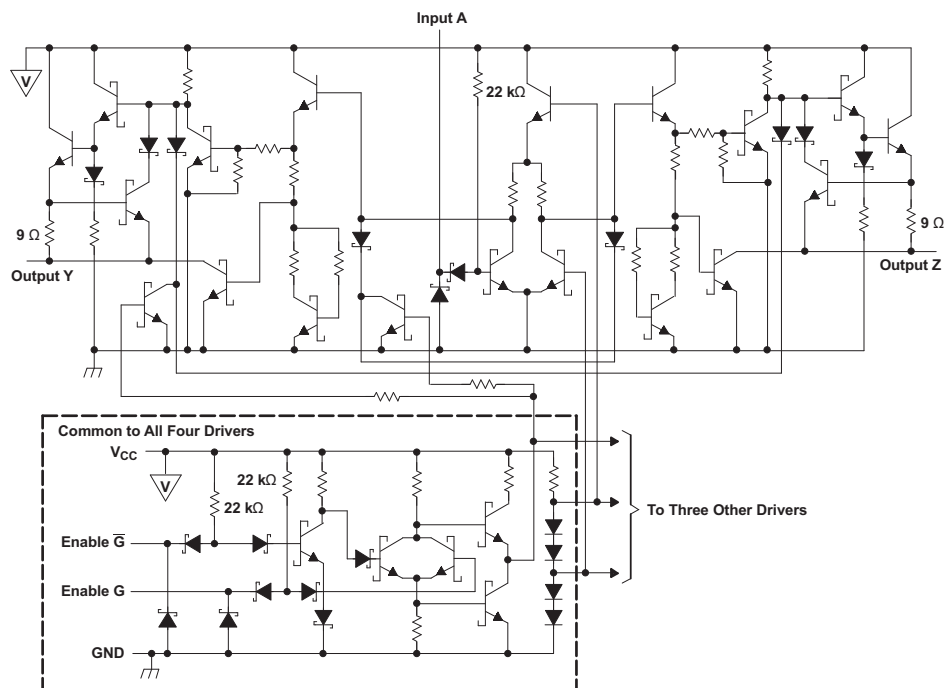 Input A
V
22 kΩ
9 Ω
9 Ω
Output Y
Output Z
Common to All Four Drivers
VCC
V
22 kΩ
22 kΩ
To Three Other Drivers
Enable G̅
Enable G
GND